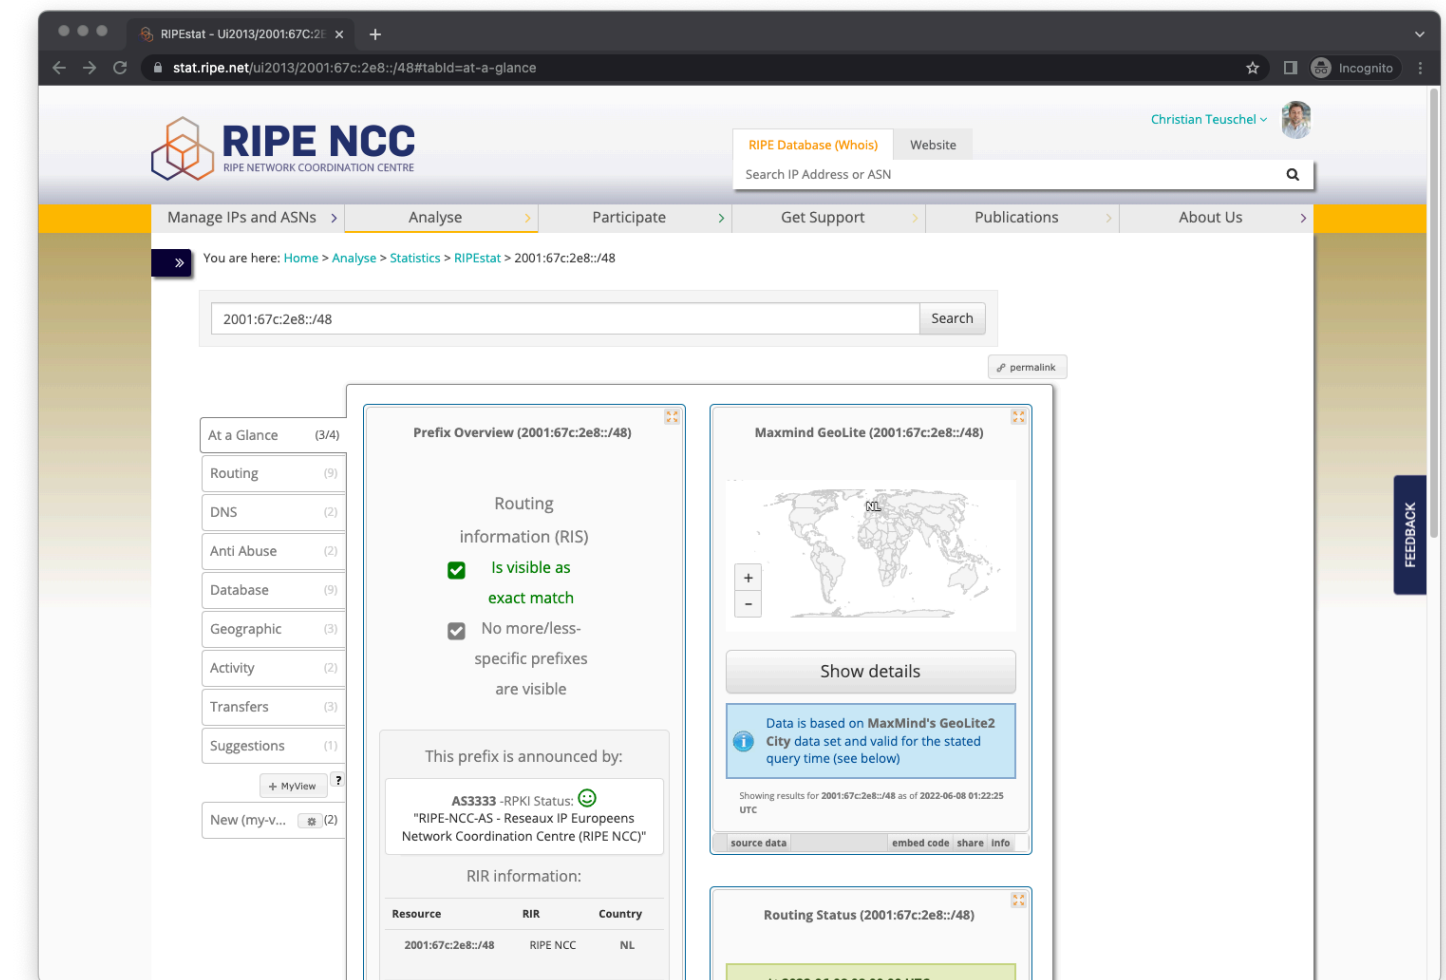 RIPEstat - Ui2013/2001:67C:2E
stat.ripe.net/ui2013/2001:67c:2e8::/48#tabId=at-a-glance
Incognito
Christian Teuschel
RIPE NCC
RIPE NETWORK COORDINATION CENTRE
RIPE Database (Whois)
Website
Search IP Address or ASN
Manage IPs and ASNs
Analyse
Participate
Get Support
Publications
About Us
You are here: Home > Analyse > Statistics > RIPEstat > 2001:67c:2e8::/48
2001:67c:2e8::/48
Search
permalink
At a Glance (3/4)
Routing (9)
DNS (2)
Anti Abuse (2)
Database (9)
Geographic (3)
Activity (2)
Transfers (3)
Suggestions (1)
+ MyView
?
New (my-v... (2)
Prefix Overview (2001:67c:2e8::/48)
Routing
information (RIS)
Is visible as
exact match
No more/less-
specific prefixes
are visible
This prefix is announced by:
AS3333 -RPKI Status:
"RIPE-NCC-AS - Reseaux IP Europeens
Network Coordination Centre (RIPE NCC)"
RIR information:
Resource RIR Country
2001:67c:2e8::/48 RIPE NCC NL
Maxmind GeoLite (2001:67c:2e8::/48)
NL
+
-
Show details
Data is based on MaxMind's GeoLite2
City data set and valid for the stated
query time (see below)
Showing results for 2001:67c:2e8::/48 as of 2022-06-08 01:22:25
UTC
source data
embed code share info
Routing Status (2001:67c:2e8::/48)
FEEDBACK